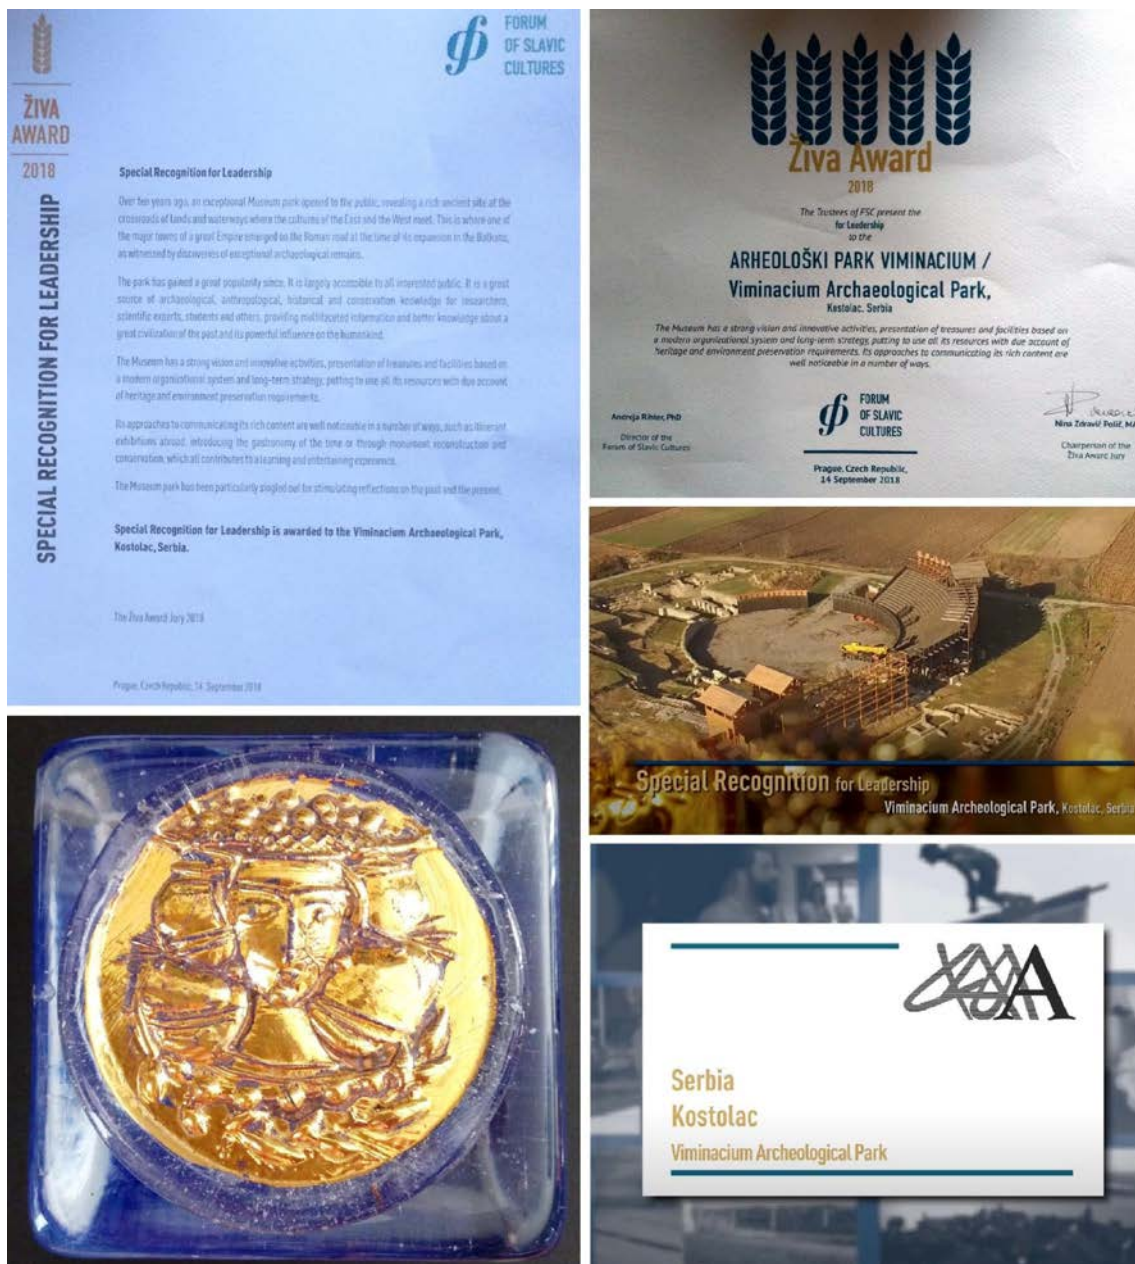 ŽIVA
AWARD
2018
SPECIAL RECOGNITION FOR LEADERSHIP
FORUM
OF SLAVIC
CULTURES
Special Recognition for Leadership
Over ten years ago, an exceptional Museum park opened to the public, revealing a rich ancient site at the
crossroads of lands and waterways where the cultures of the East and the West meet. This is where one of
the major towns of a great Empire emerged to the Roman road at the time of its expansion in the Balkans,
as witnessed by discoveries of exceptional archaeological remains.
The park has gained a great popularity since. It is largely accessible to all interested public. It is a great
source of archaeological, anthropological, historical and conservation knowledge for researchers,
scientific experts, students and others, providing multifaceted information and better knowledge about a
great civilization of the past and its powerful influence on the humankind.
The Museum has a strong vision and innovative activities, presentation of treasures and facilities based on
a modern organisational system and long-term strategy, putting to use all its resources with due account
of heritage and environment preservation requirements.
Its approaches to communicating its rich content are well noticeable in a number of ways, such as itinerant
exhibitions abroad, introducing the gastronomy of the time or through monument reconstruction and
conservation, which all contributes to a learning and entertaining experience.
The Museum park has been particularly singled out for stimulating reflections on the past and the present.
Special Recognition for Leadership is awarded to the Viminacium Archaeological Park,
Kostolac, Serbia.
The Živa Award Jury 2018
Prague, Czech Republic, 14 September 2018
Živa Award
2018
The Trustees of FSC present the
for Leadership
to the
ARHEOLOŠKI PARK VIMINACIUM /
Viminacium Archaeological Park,
Kostolac, Serbia
The Museum has a strong vision and innovative activities, presentation of treasures and facilities based on
a modern organizational system and long-term strategy, putting to use all its resources with due account of
heritage and environment preservation requirements. Its approaches to communicating its rich content are
well noticeable in a number of ways.
Andreja Rihter, PhD
Director of the
Forum of Slavic Cultures
FORUM
OF SLAVIC
CULTURES
Nina Zdravič Polič, MA
Chairperson of the
Živa Award Jury
Prague, Czech Republic,
14 September 2018
Special Recognition for Leadership
Viminacium Archeological Park, Kostolac, Serbia
A
Serbia
Kostolac
Viminacium Archeological Park